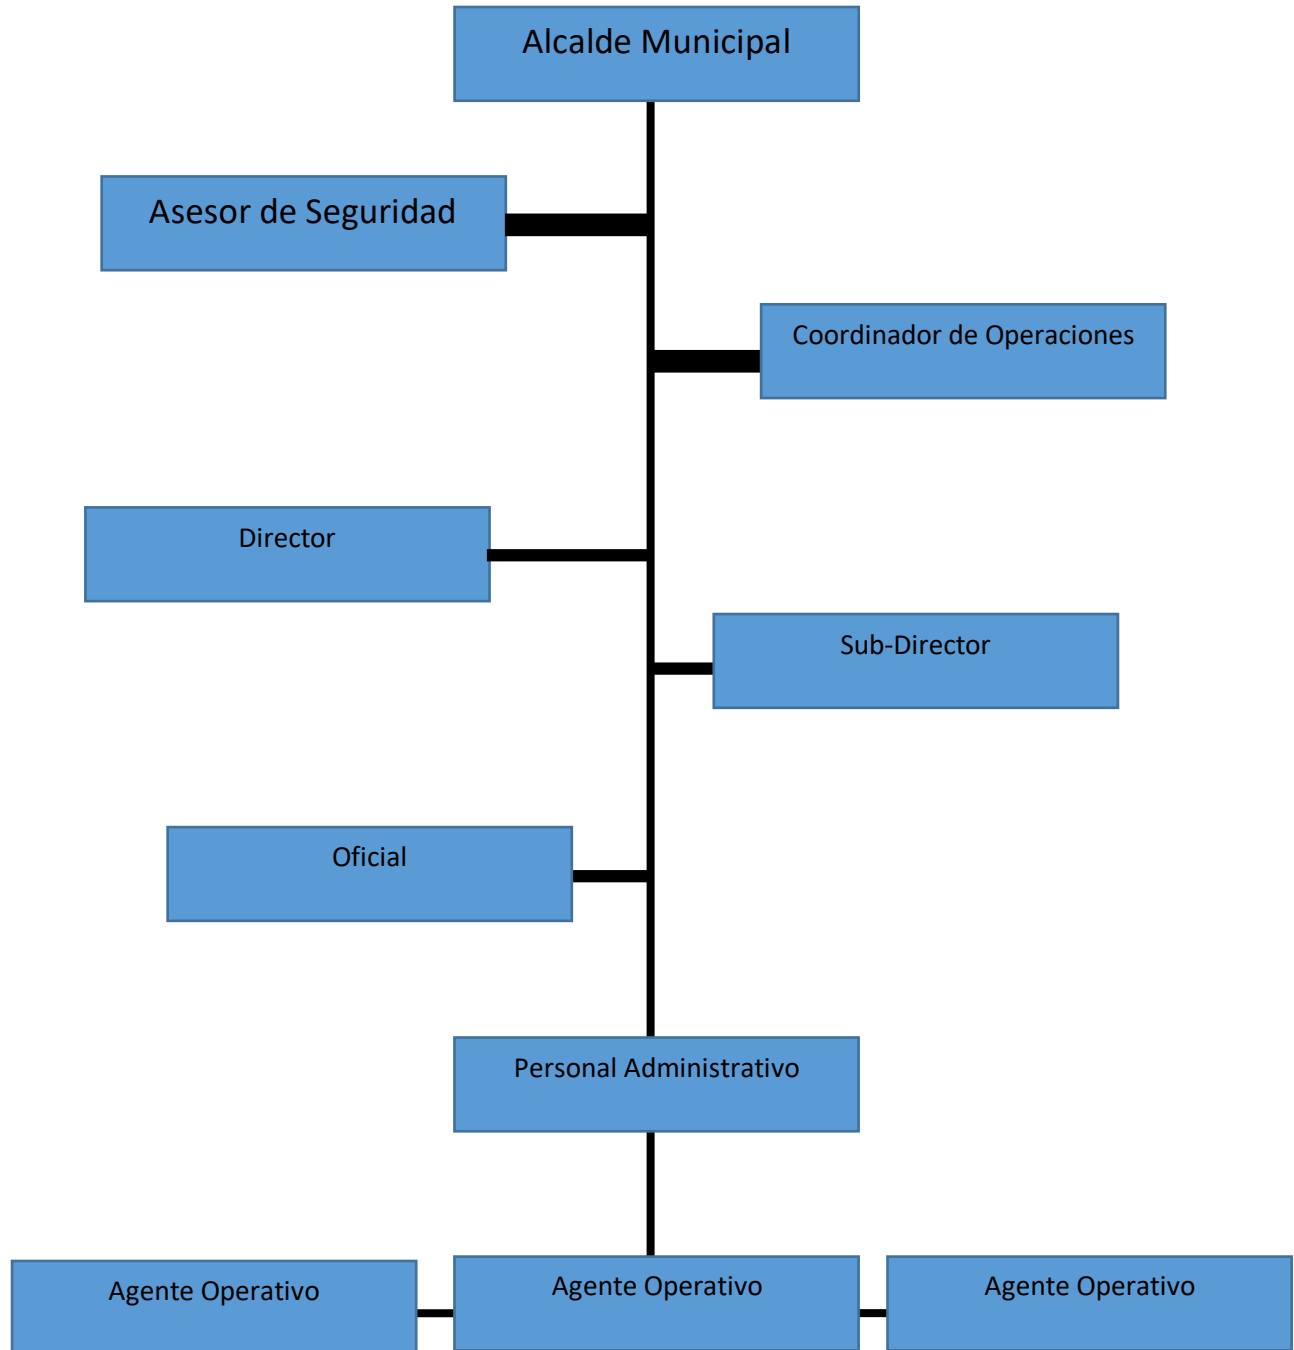 Alcalde Municipal
Asesor de Seguridad
Coordinador de Operaciones
Director
Sub-Director
Oficial
Personal Administrativo
Agente Operativo
Agente Operativo
Agente Operativo